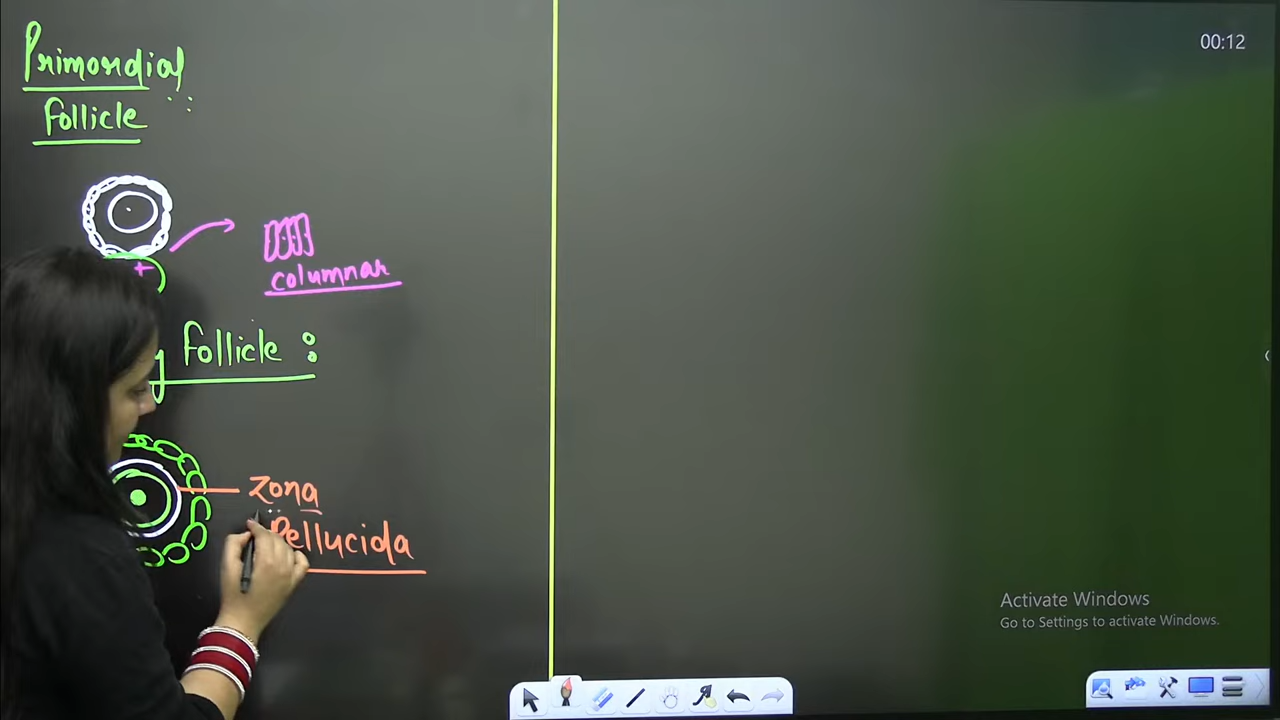 00:12
Primordial
Follicle
columnar
Follicle :
Zona
Pellucida
Activate Windows
Go to Settings to activate Windows.